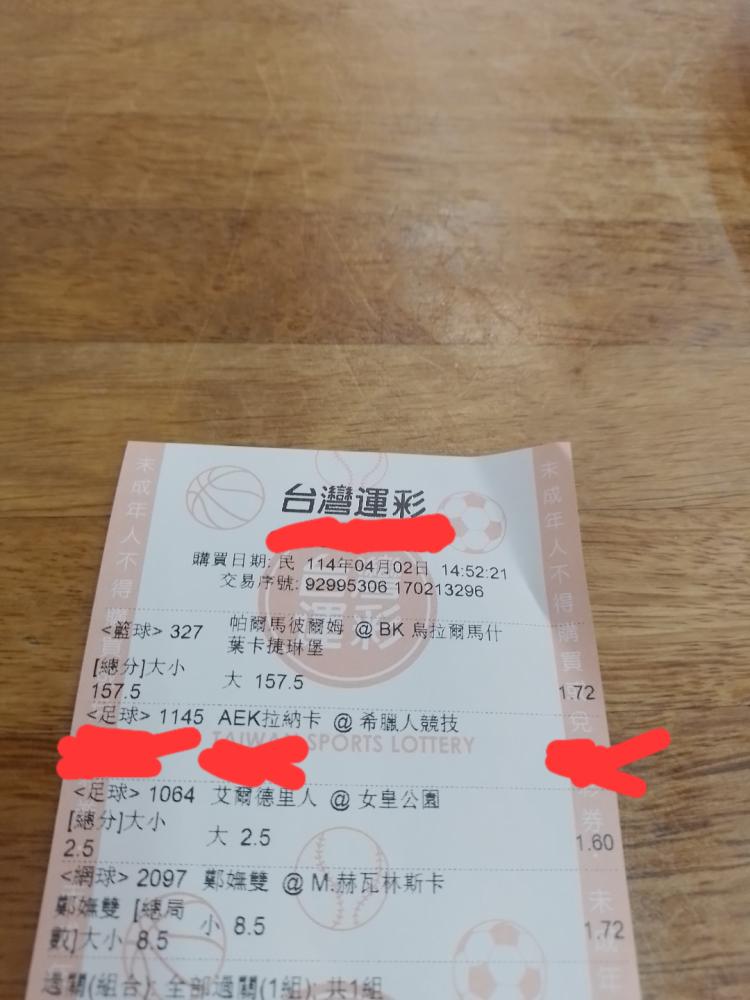 台灣運彩
購買日期: 民 114年04月02日 14:52:21
交易序號: 92995306 170213296
<籃球> 327 帕爾馬彼爾姆 @ BK 烏拉爾馬什
葉卡捷琳堡
[總分]大小
157.5 大 157.5 1.72
<足球> 1145 AEK拉納卡 @ 希臘人競技
TAIWAN SPORTS LOTTERY
<足球> 1064 艾爾德里人 @ 女皇公園
[總分]大小
2.5 大 2.5 1.60
<網球> 2097 鄭嫵雙 @ M.赫瓦林斯卡
鄭嫵雙 [總局
數]大小 8.5 小 8.5 1.72
過關(組合): 全部過關(1組); 共1組
未成年人不得購買
未成年人不得購買兌 券 未 年
運彩